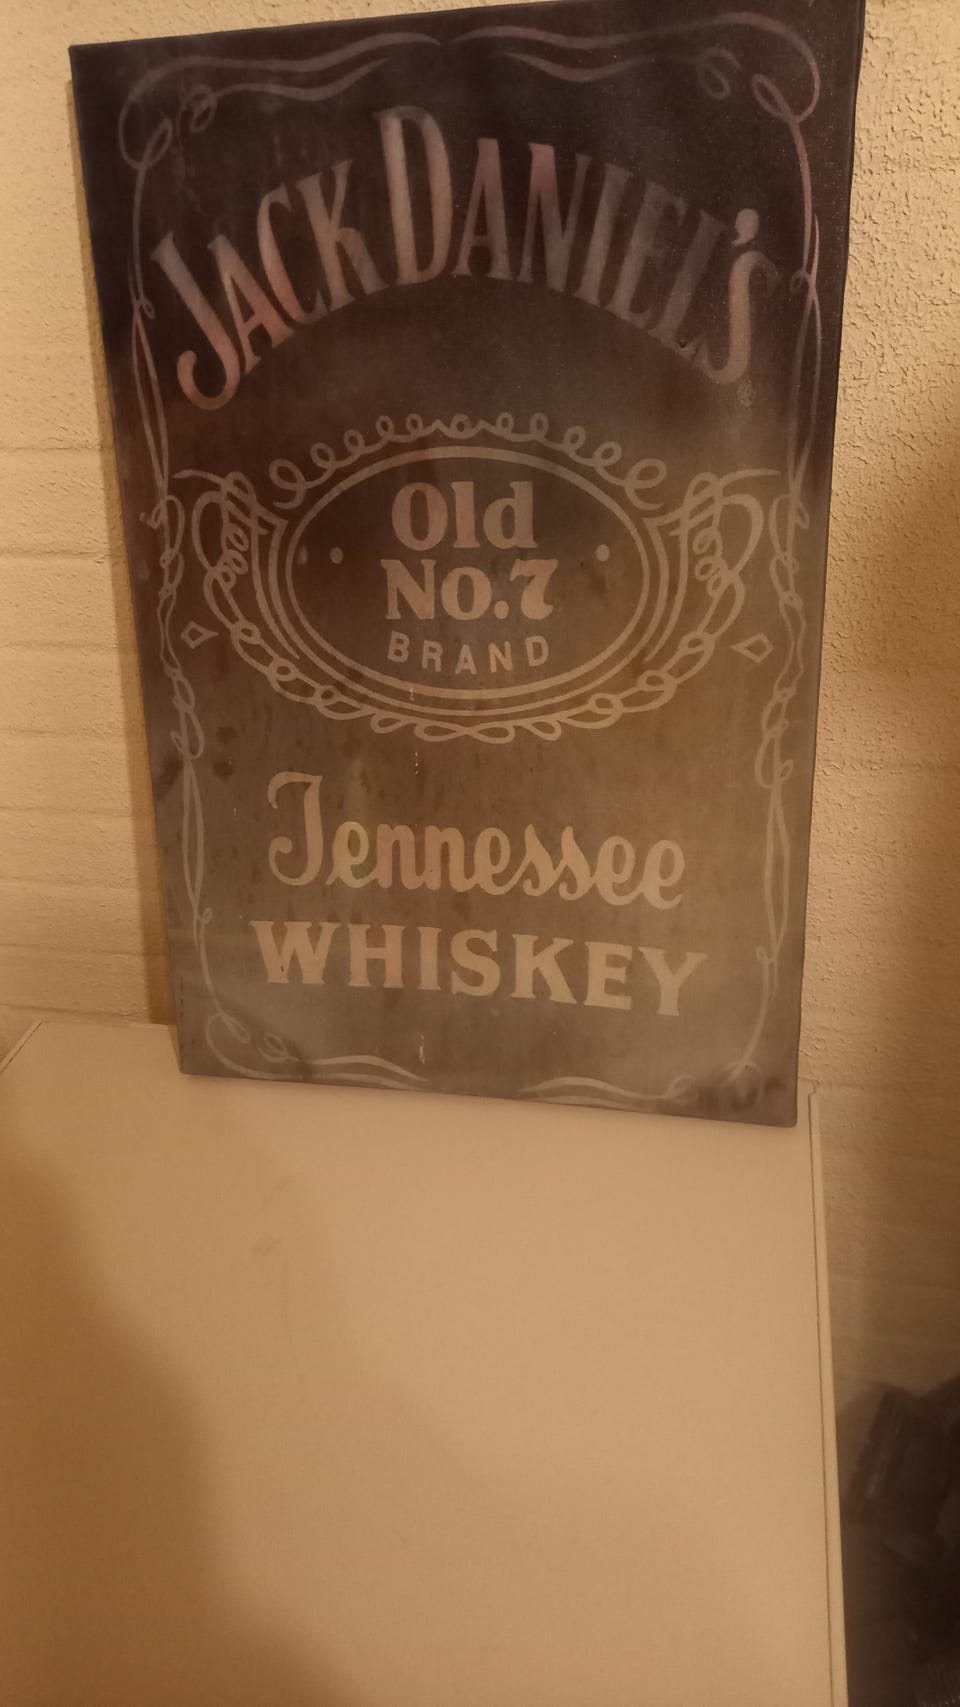 JACK DANIEL'S
Old
No.7
BRAND
Tennessee
WHISKEY